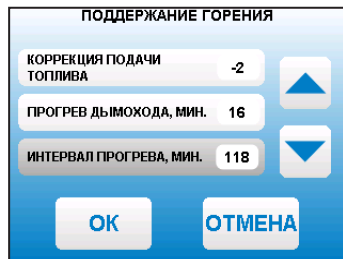 ПОДДЕРЖАНИЕ ГОРЕНИЯ
КОРРЕКЦИЯ ПОДАЧИ
ТОПЛИВА -2
ПРОГРЕВ ДЫМОХОДА, МИН. 16
ИНТЕРВАЛ ПРОГРЕВА, МИН. 118
ОК ОТМЕНА